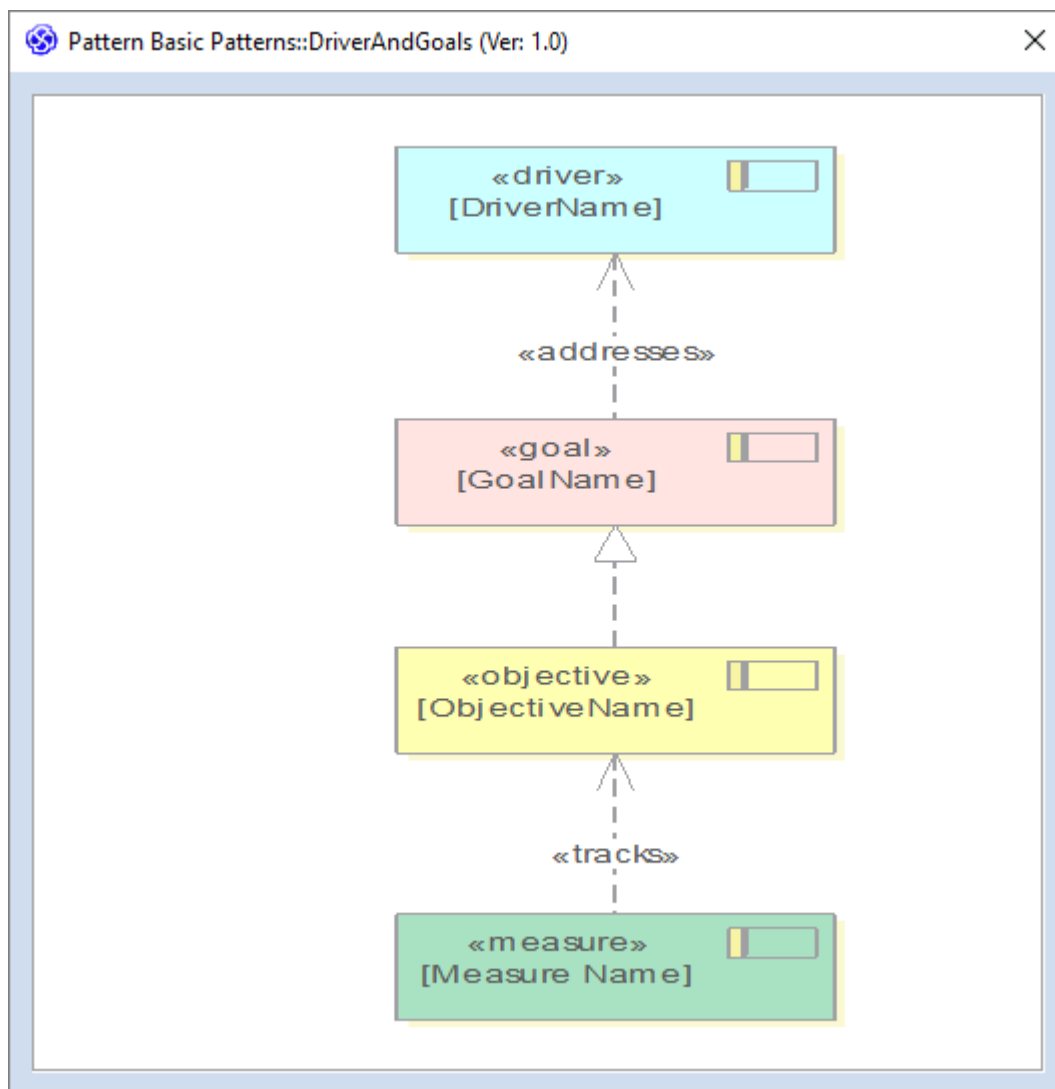 Pattern Basic Patterns::DriverAndGoals (Ver: 1.0)
«driver»
[DriverName]
«addresses»
«goal»
[GoalName]
«objective»
[ObjectiveName]
«tracks»
«measure»
[Measure Name]